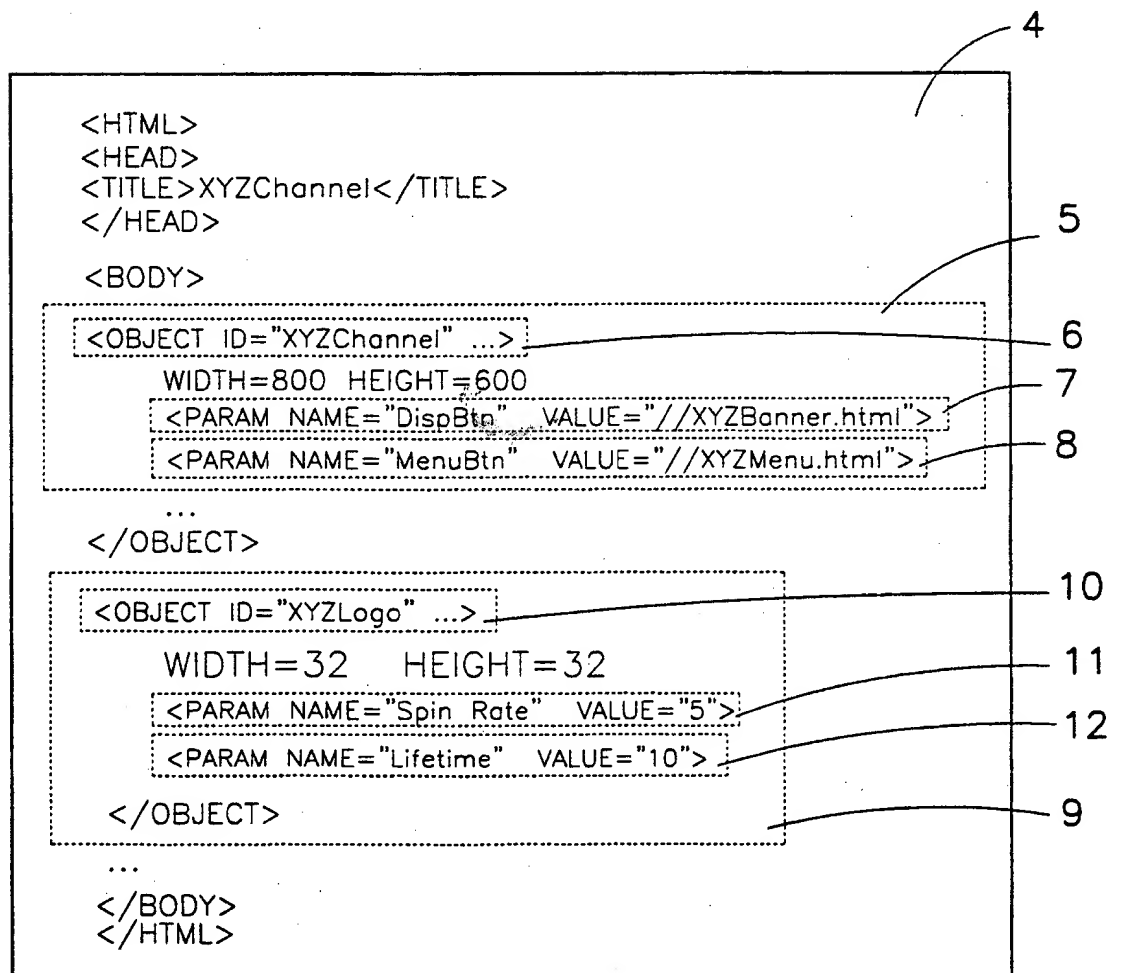 4
<HTML>
<HEAD>
<TITLE>XYZChannel</TITLE>
</HEAD>
5
<BODY>
<OBJECT ID="XYZChannel" ...>
6
WIDTH=800 HEIGHT=600
7
<PARAM NAME="DispBtn" VALUE="//XYZBanner.html">
8
<PARAM NAME="MenuBtn" VALUE="//XYZMenu.html">
...
</OBJECT>
10
<OBJECT ID="XYZLogo" ...>
WIDTH=32 HEIGHT=32
11
<PARAM NAME="Spin Rate" VALUE="5">
12
<PARAM NAME="Lifetime" VALUE="10">
</OBJECT>
9
...
</BODY>
</HTML>